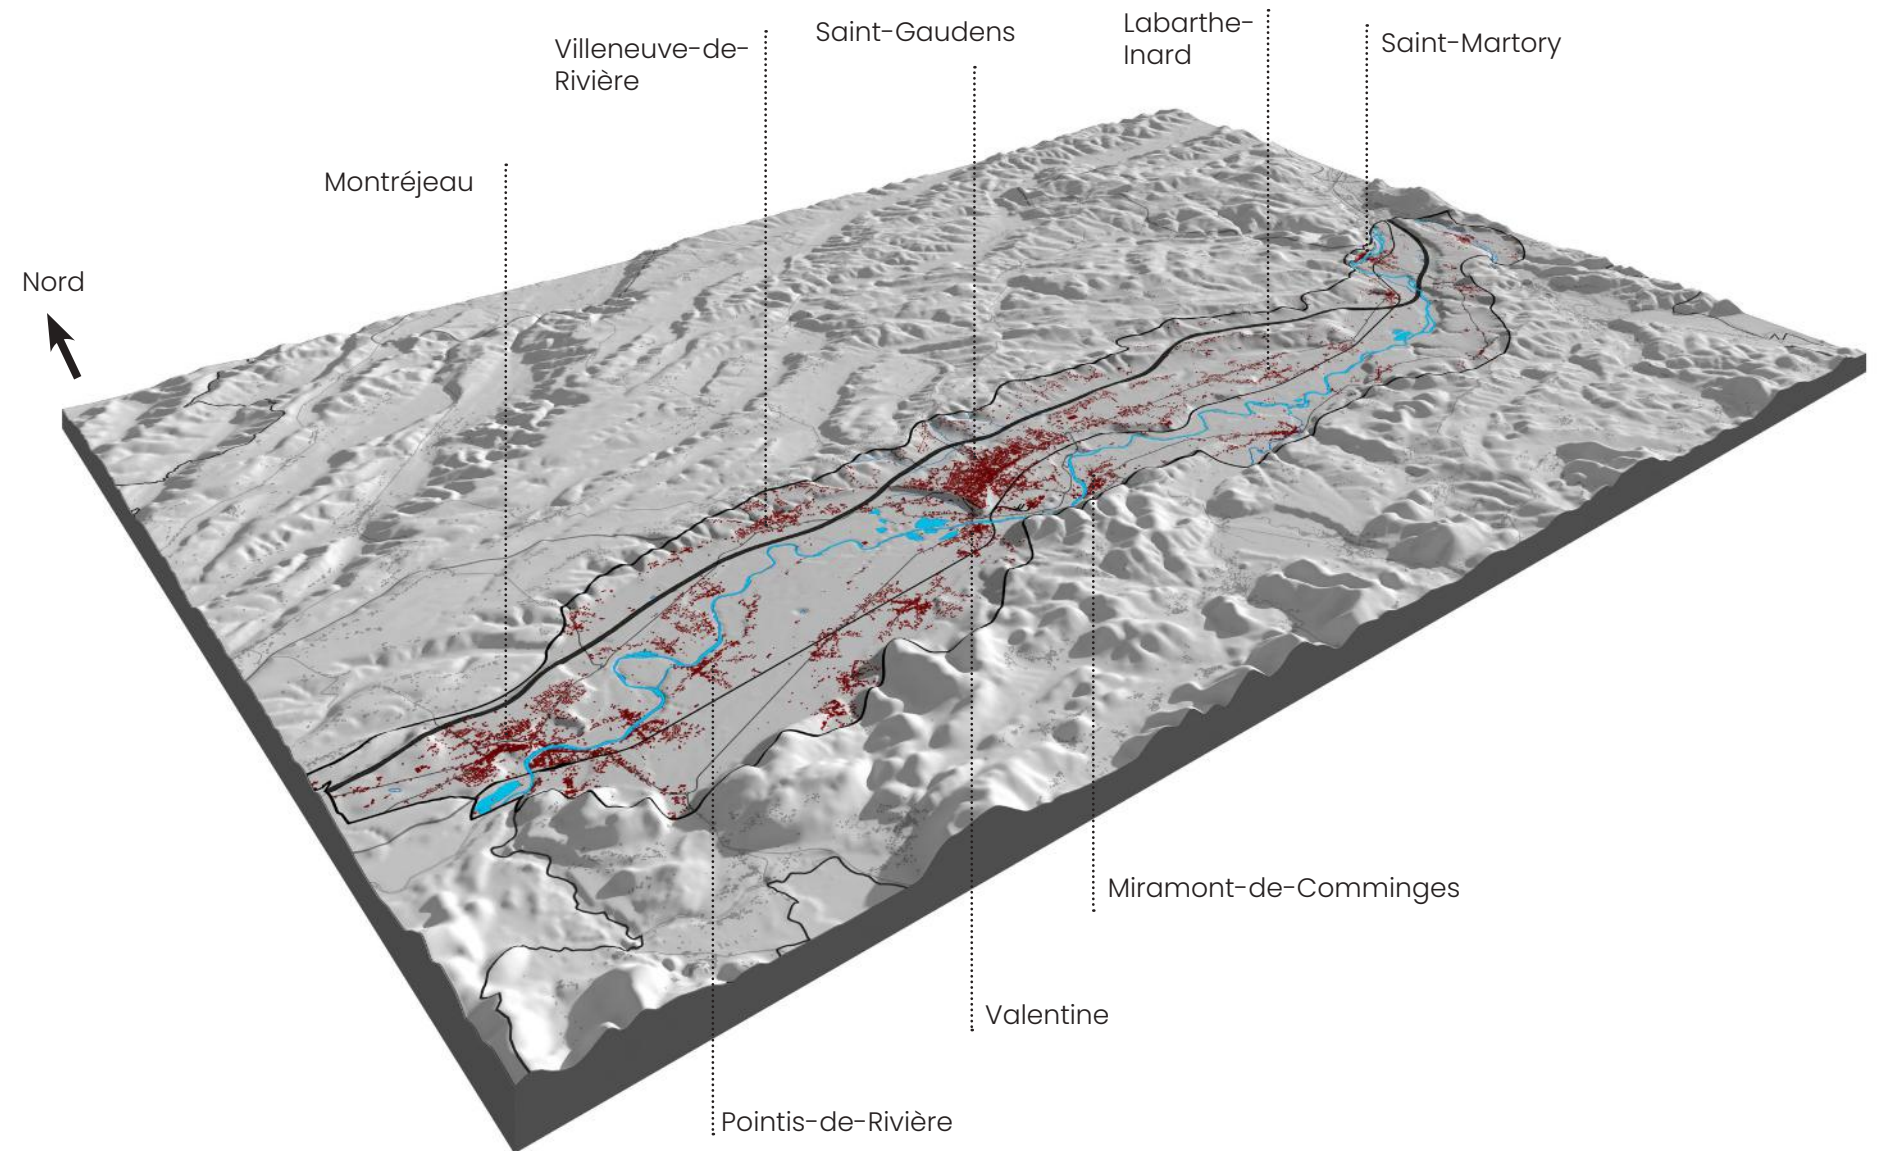 Labarthe-
Inard
Saint-Gaudens
Saint-Martory
Villeneuve-de-
Rivière
Montréjeau
Nord
Miramont-de-Comminges
Valentine
Pointis-de-Rivière